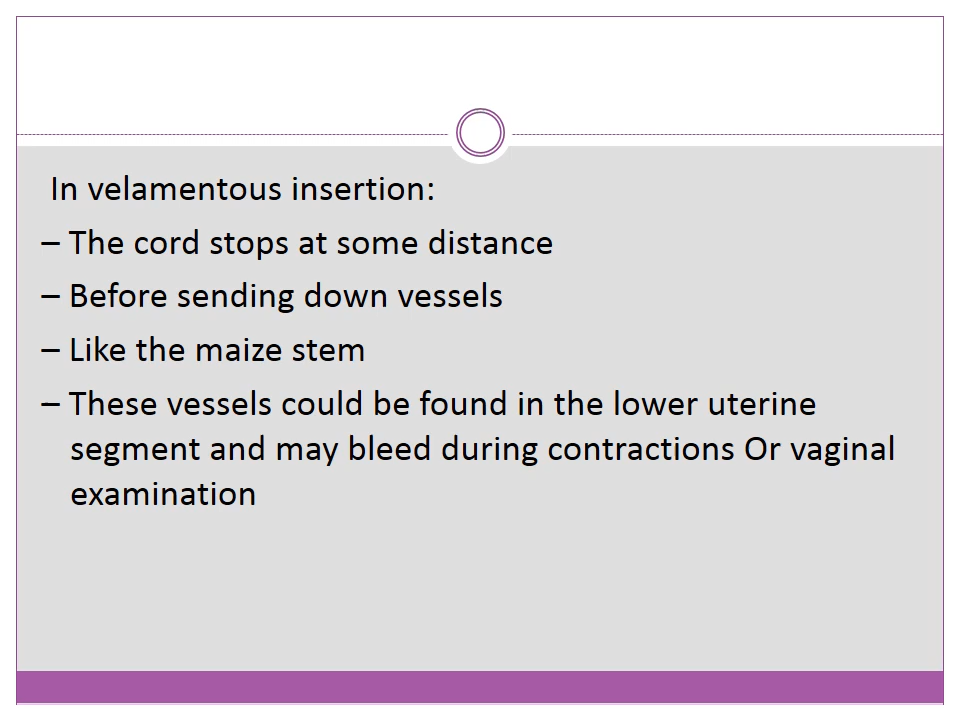 In velamentous insertion:
– The cord stops at some distance
– Before sending down vessels
– Like the maize stem
– These vessels could be found in the lower uterine
segment and may bleed during contractions Or vaginal
examination